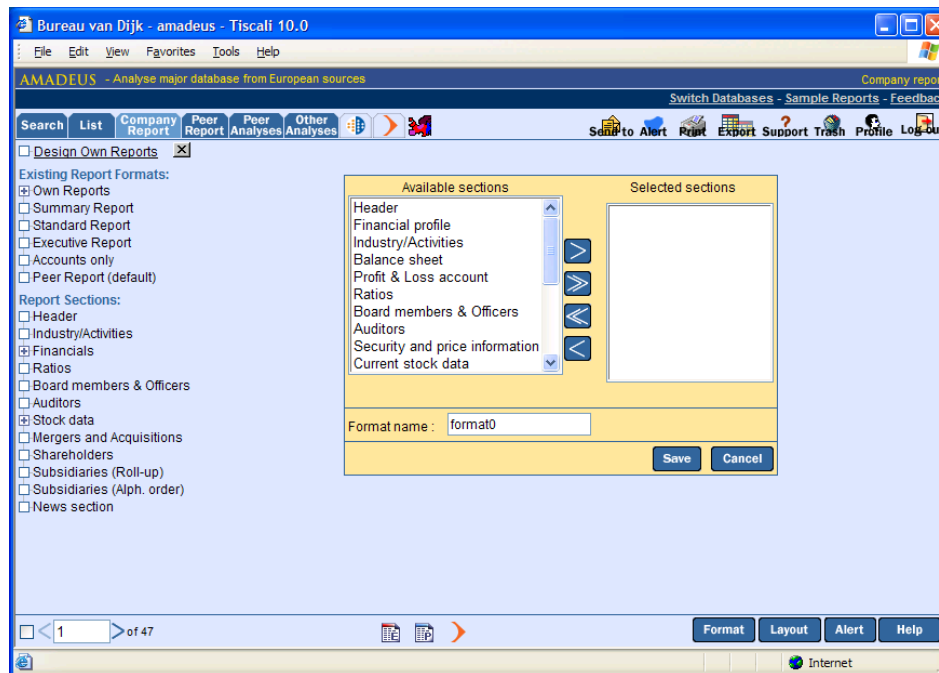 Bureau van Dijk - amadeus - Tiscali 10.0
File Edit View Favorites Tools Help
AMADEUS - Analyse major database from European sources
Company repor
Switch Databases - Sample Reports - Feedbac
Search List Company Report Peer Report Peer Analyses Other Analyses
Send to Alert Print Export Support Trash Profile Log ou
Design Own Reports X
Existing Report Formats:
Own Reports
Summary Report
Standard Report
Executive Report
Accounts only
Peer Report (default)
Report Sections:
Header
Industry/Activities
Financials
Ratios
Board members & Officers
Auditors
Stock data
Mergers and Acquisitions
Shareholders
Subsidiaries (Roll-up)
Subsidiaries (Alph. order)
News section
Available sections
Header
Financial profile
Industry/Activities
Balance sheet
Profit & Loss account
Ratios
Board members & Officers
Auditors
Security and price information
Current stock data
Selected sections
Format name : format0
Save Cancel
1 of 47
Format Layout Alert Help
Internet